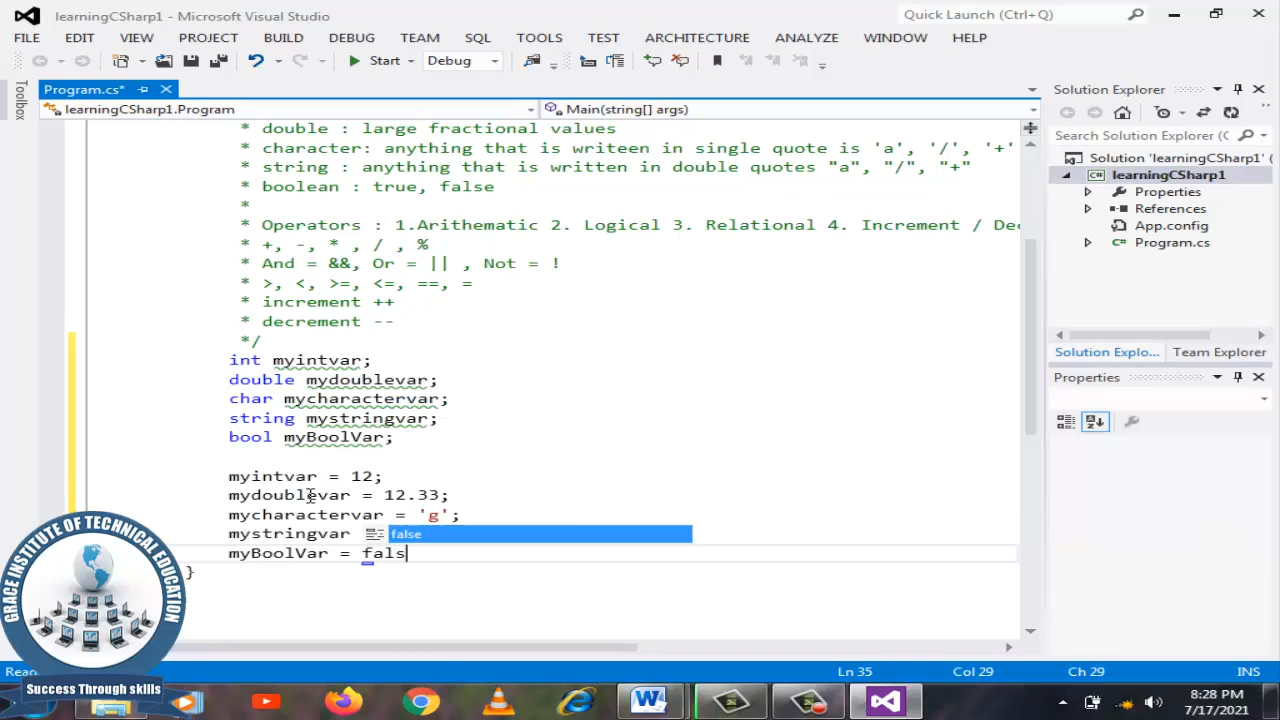 learningCSharp1 - Microsoft Visual Studio
Quick Launch (Ctrl+Q)
FILE EDIT VIEW PROJECT BUILD DEBUG TEAM SQL TOOLS TEST ARCHITECTURE ANALYZE WINDOW HELP
Start Debug
Toolbox
Program.cs*
Solution Explorer
learningCSharp1.Program
Main(string[] args)
Search Solution Explorer (C
Solution 'learningCSharp1' (
learningCSharp1
Properties
References
App.config
Program.cs
* double : large fractional values
* character: anything that is writeen in single quote is 'a', '/', '+'
* string : anything that is written in double quotes "a", "/", "+"
* boolean : true, false
*
* Operators : 1.Arithematic 2. Logical 3. Relational 4. Increment / Dec
* +, -, * , / , %
* And = &&, Or = || , Not = !
* >, <, >=, <=, ==, =
* increment ++
* decrement --
*/
int myintvar;
double mydoublevar;
char mycharactervar;
string mystringvar;
bool myBoolVar;
myintvar = 12;
mydoublevar = 12.33;
mycharactervar = 'g';
mystringvar
false
myBoolVar = fals
}
Solution Explo... Team Explorer
Properties
GRACE INSTITUTE OF TECHNICAL EDUCATION
Success Through skills
Rea
Ln 35 Col 29 Ch 29 INS
8:28 PM
7/17/2021